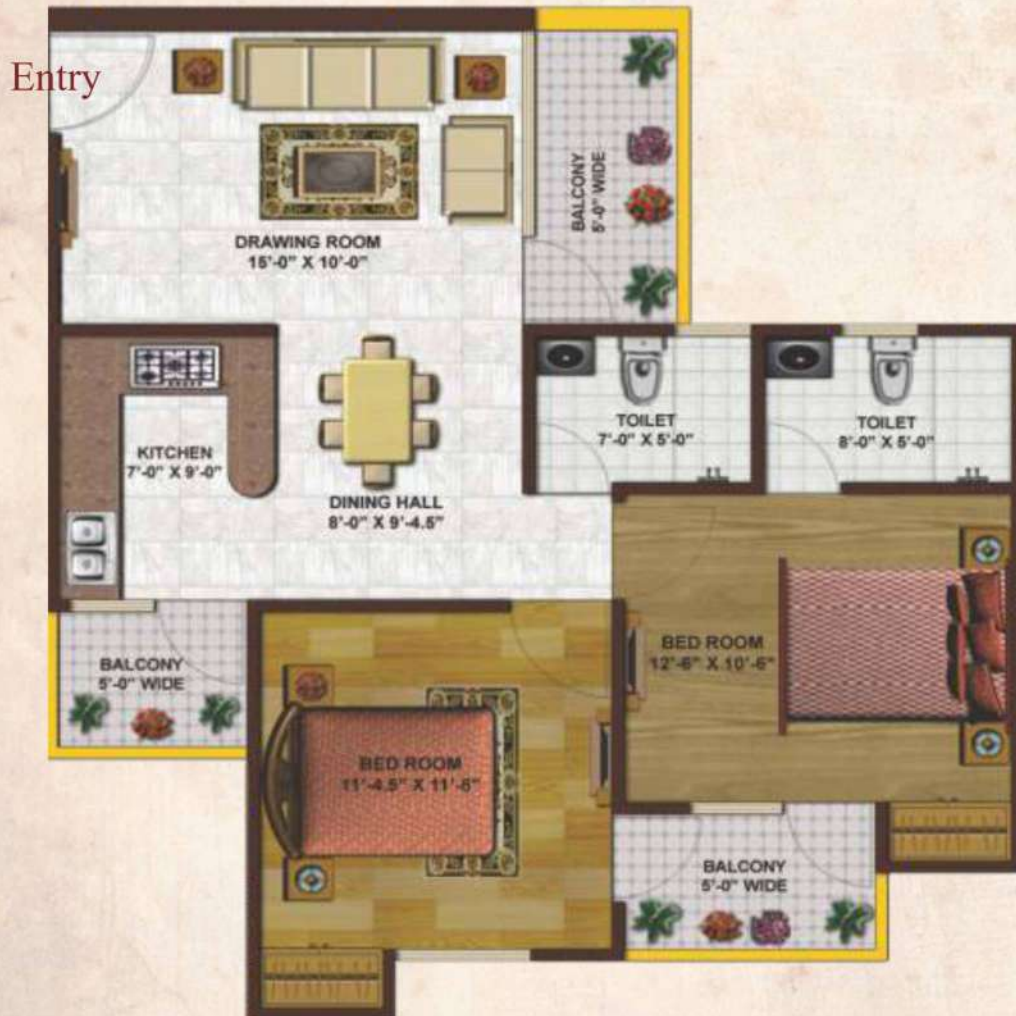 Entry
BALCONY
5'-0" WIDE
DRAWING ROOM
15'-0" X 10'-0"
TOILET
7'-0" X 5'-0"
TOILET
8'-0" X 5'-0"
KITCHEN
7'-0" X 9'-0"
DINING HALL
8'-0" X 9'-4.5"
BED ROOM
12'-6" X 10'-6"
BALCONY
5'-0" WIDE
BED ROOM
11'-4.5" X 11'-6"
BALCONY
5'-0" WIDE